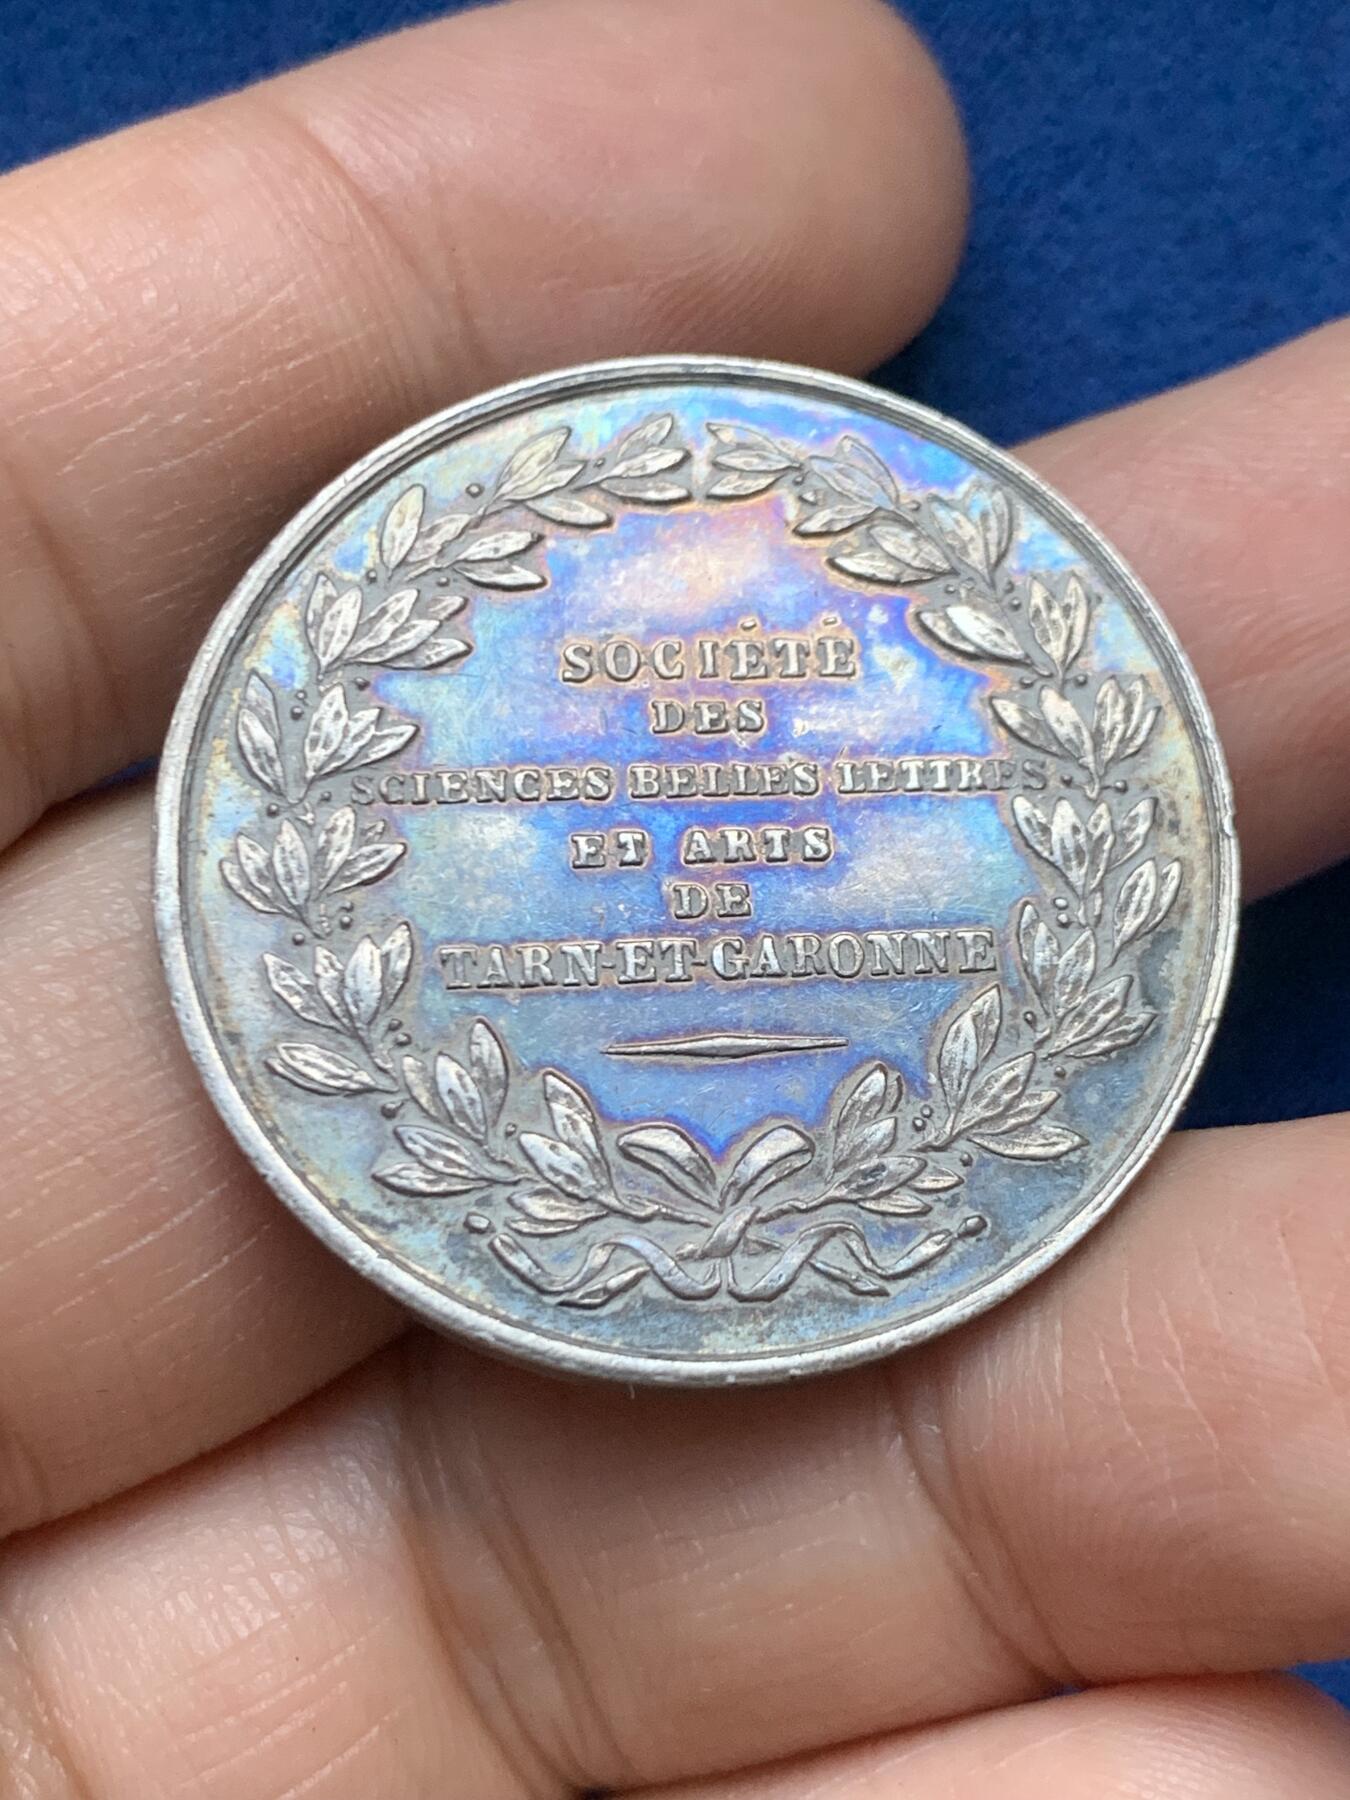 SOCIÉTÉ
DES
SCIENCES BELLES LETTRES
ET ARTS
DE
TARN-ET-GARONNE